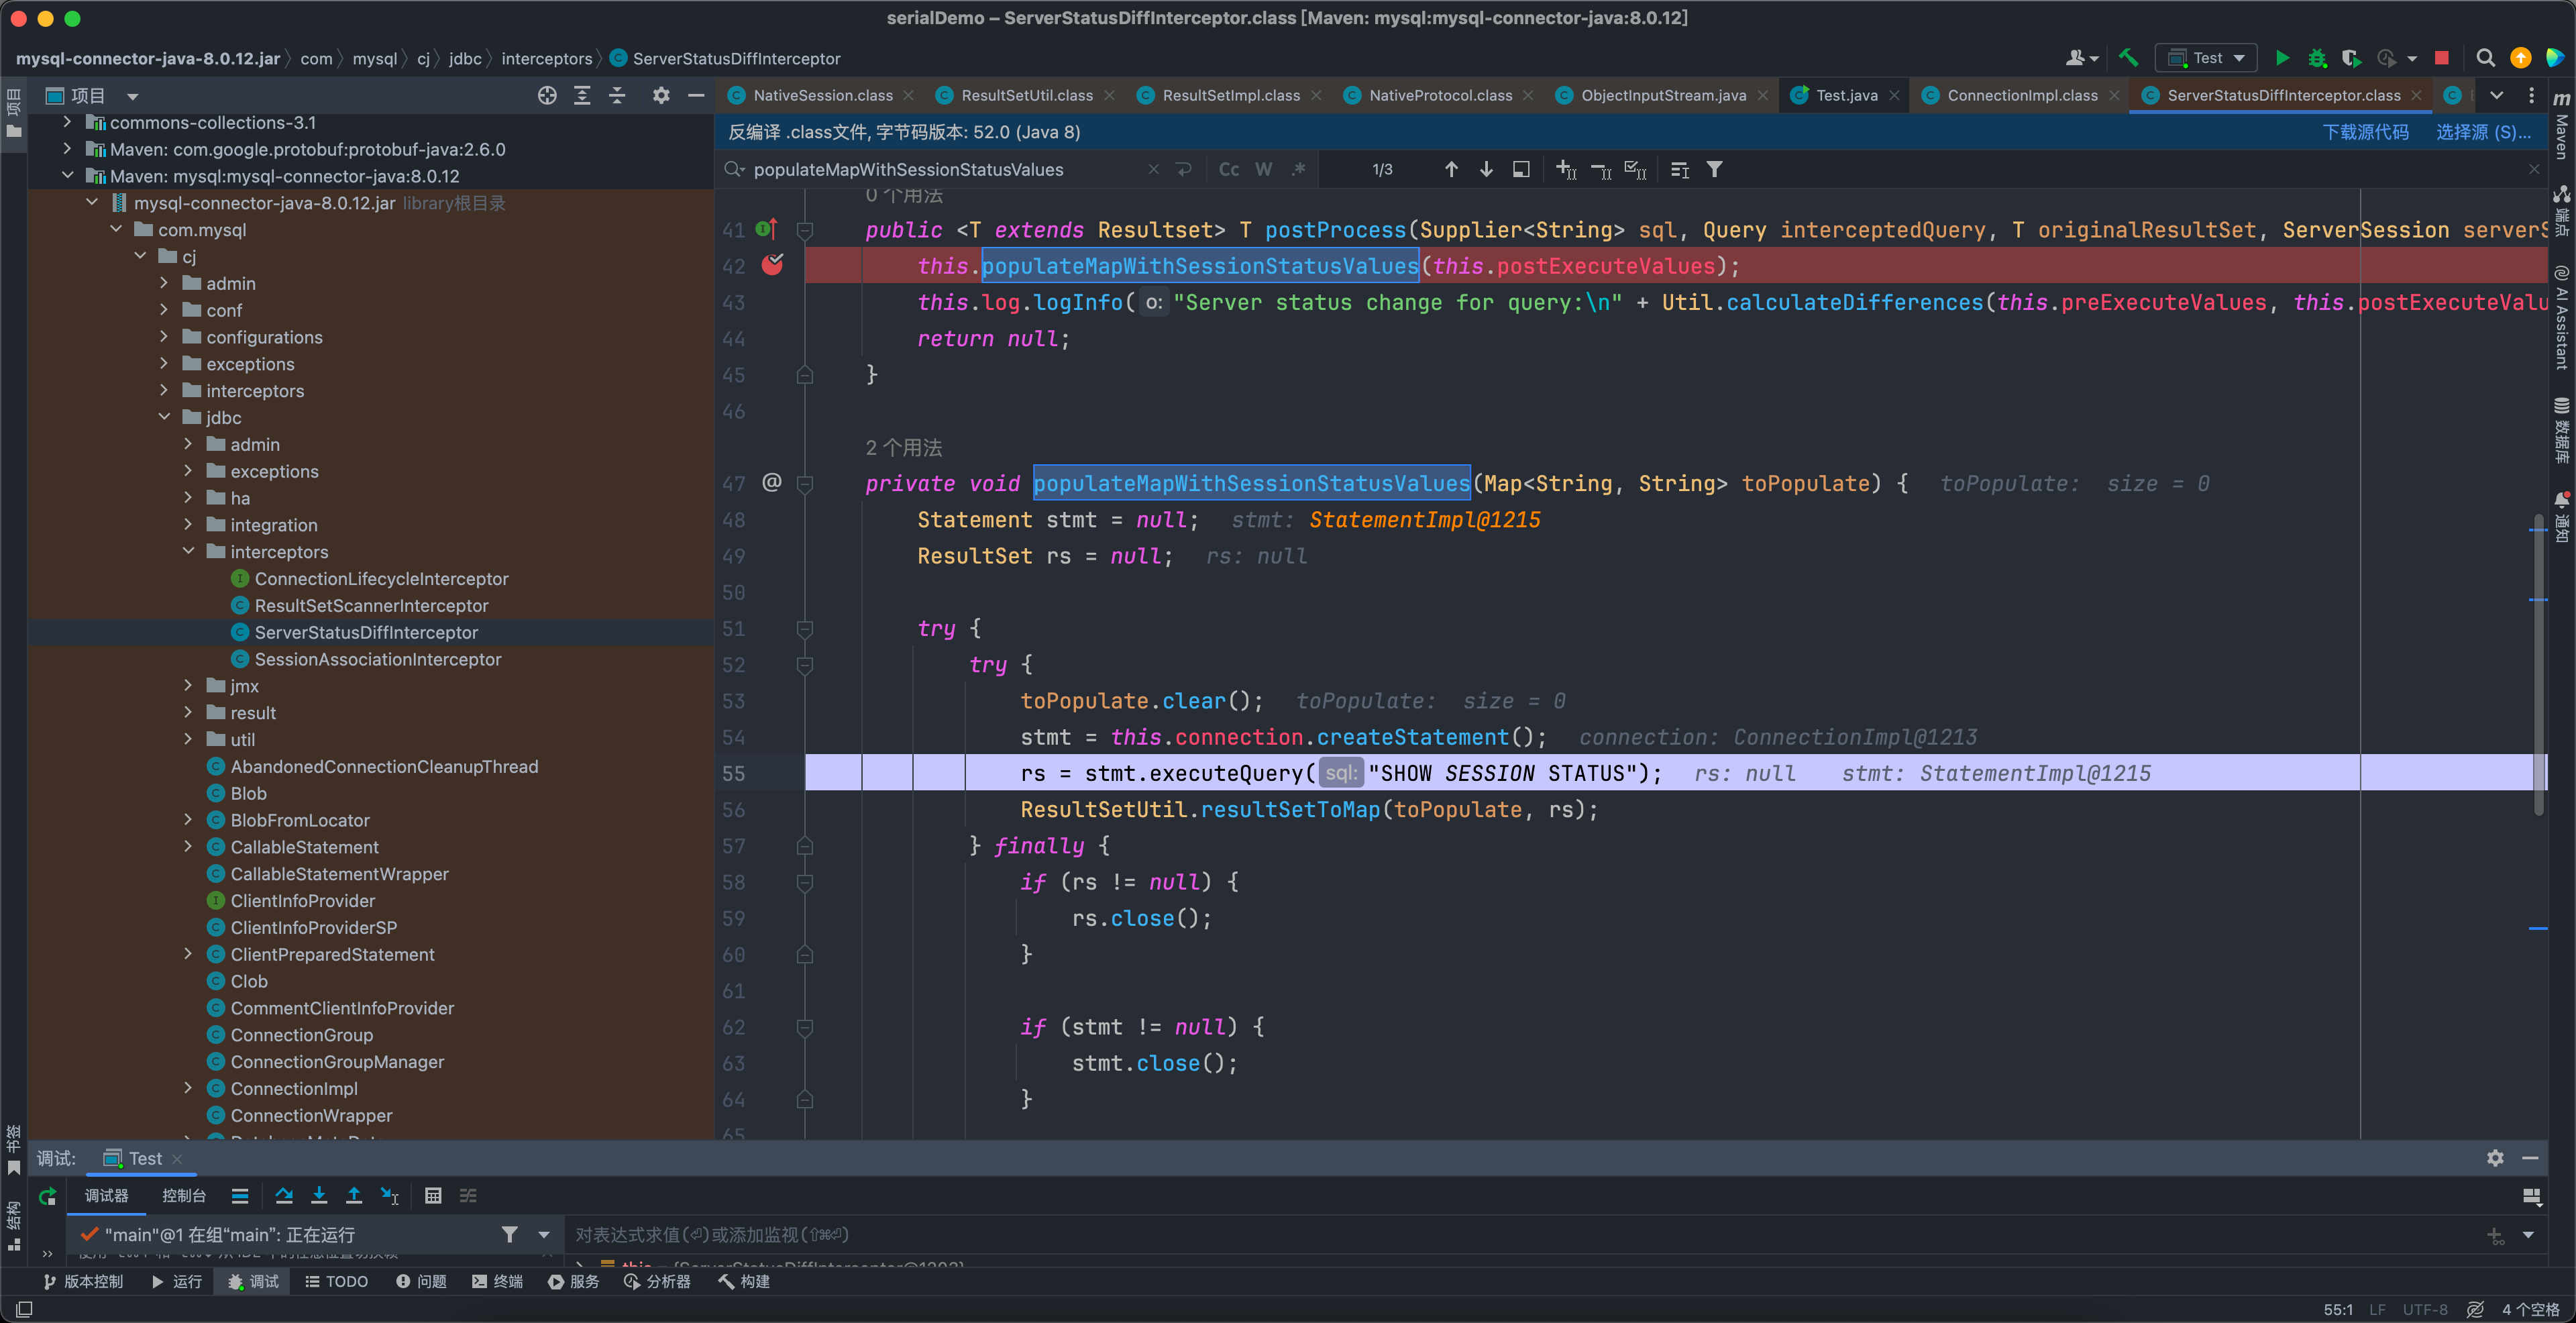 serialDemo – ServerStatusDiffInterceptor.class [Maven: mysql:mysql-connector-java:8.0.12]
mysql-connector-java-8.0.12.jar 〉 com 〉 mysql 〉 cj 〉 jdbc 〉 interceptors 〉 ServerStatusDiffInterceptor
Test
项目
NativeSession.class
ResultSetUtil.class
ResultSetImpl.class
NativeProtocol.class
ObjectInputStream.java
Test.java
ConnectionImpl.class
ServerStatusDiffInterceptor.class
反编译 .class文件, 字节码版本: 52.0 (Java 8)
下载源代码
选择源 (S)...
populateMapWithSessionStatusValues
Cc
W
.*
1/3
项目
commons-collections-3.1
Maven: com.google.protobuf:protobuf-java:2.6.0
Maven: mysql:mysql-connector-java:8.0.12
mysql-connector-java-8.0.12.jar library根目录
com.mysql
cj
admin
conf
configurations
exceptions
interceptors
jdbc
admin
exceptions
ha
integration
interceptors
ConnectionLifecycleInterceptor
ResultSetScannerInterceptor
ServerStatusDiffInterceptor
SessionAssociationInterceptor
jmx
result
util
AbandonedConnectionCleanupThread
Blob
BlobFromLocator
CallableStatement
CallableStatementWrapper
ClientInfoProvider
ClientInfoProviderSP
ClientPreparedStatement
Clob
CommentClientInfoProvider
ConnectionGroup
ConnectionGroupManager
ConnectionImpl
ConnectionWrapper
0 个用法
41 public <T extends Resultset> T postProcess(Supplier<String> sql, Query interceptedQuery, T originalResultSet, ServerSession serverS
42 this.populateMapWithSessionStatusValues(this.postExecuteValues);
43 this.log.logInfo( o: "Server status change for query:\n" + Util.calculateDifferences(this.preExecuteValues, this.postExecuteValu
44 return null;
45 }
46
2 个用法
47 @ private void populateMapWithSessionStatusValues(Map<String, String> toPopulate) { toPopulate: size = 0
48 Statement stmt = null; stmt: StatementImpl@1215
49 ResultSet rs = null; rs: null
50
51 try {
52 try {
53 toPopulate.clear(); toPopulate: size = 0
54 stmt = this.connection.createStatement(); connection: ConnectionImpl@1213
55 rs = stmt.executeQuery( sql: "SHOW SESSION STATUS"); rs: null stmt: StatementImpl@1215
56 ResultSetUtil.resultSetToMap(toPopulate, rs);
57 } finally {
58 if (rs != null) {
59 rs.close();
60 }
61
62 if (stmt != null) {
63 stmt.close();
64 }
65
m
Maven
端点
@ AI Assistant
数据库
通知
书签
结构
调试:
Test
调试器
控制台
"main"@1 在组“main”: 正在运行
对表达式求值(⏎)或添加监视(⇧⌘⏎)
this = {ServerStatusDiffInterceptor@1202}
版本控制
运行
调试
TODO
问题
终端
服务
分析器
构建
55:1
LF
UTF-8
4 个空格